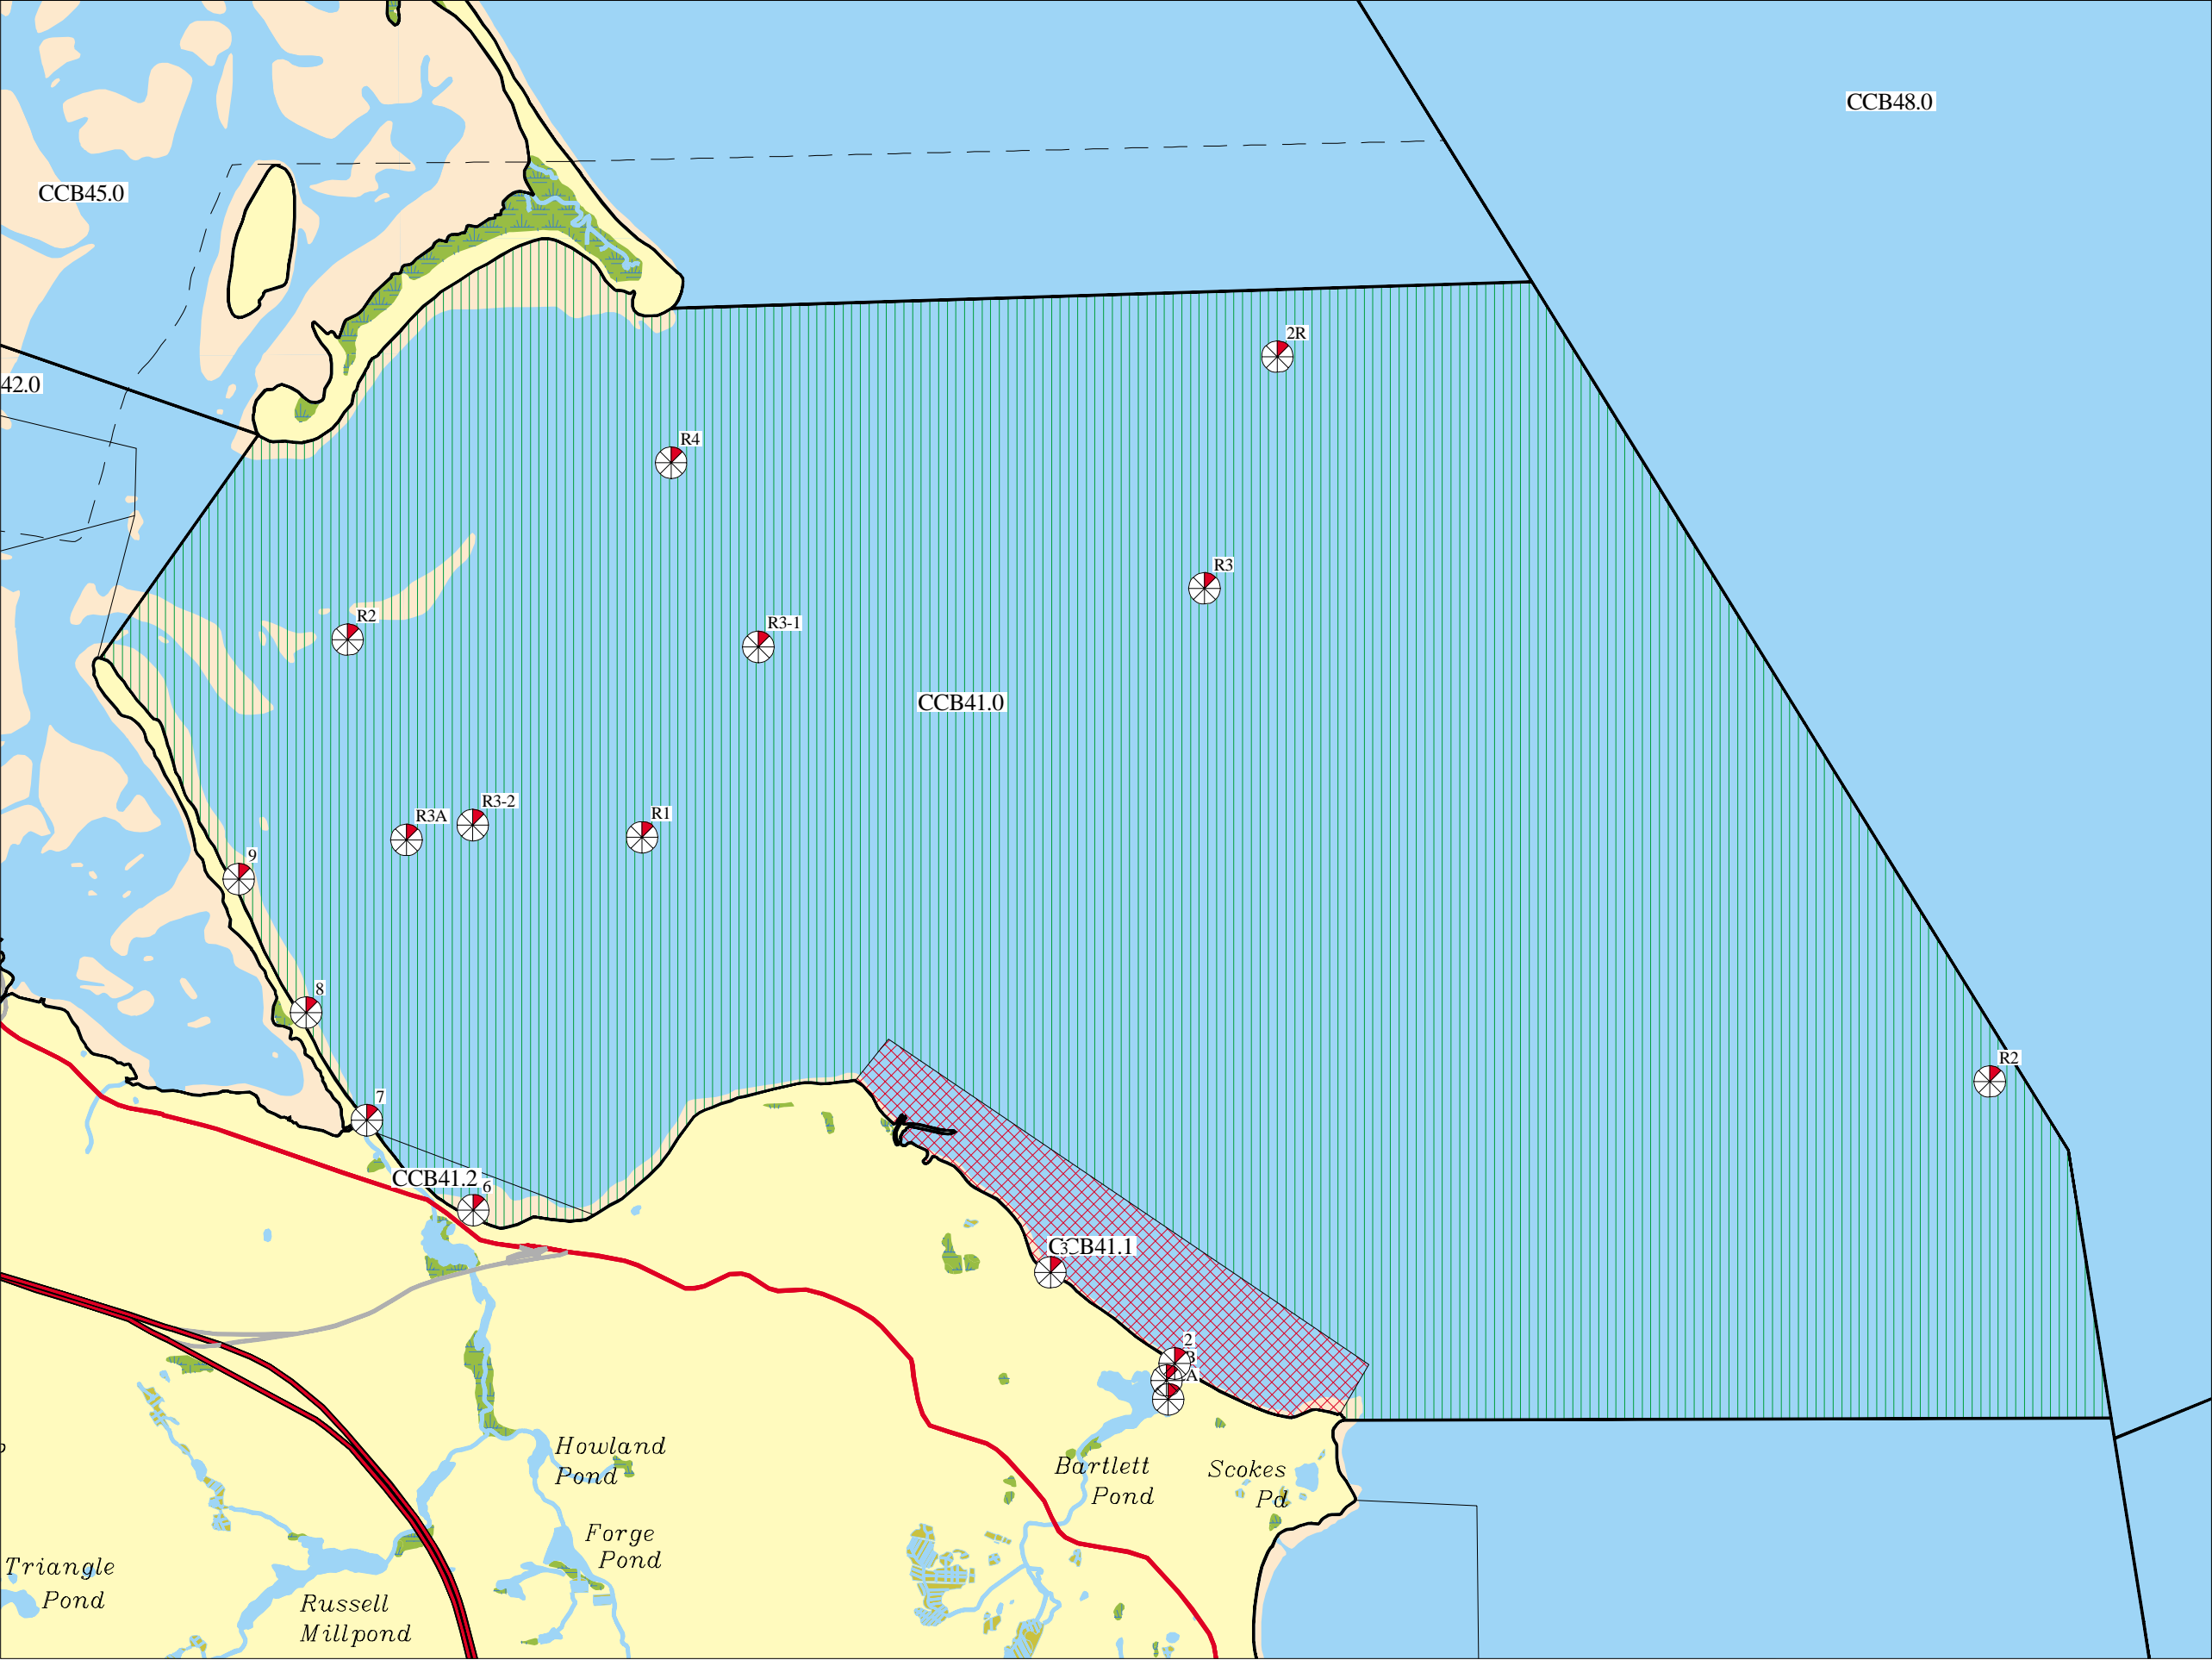 CCB48.0
CCB45.0
2R
42.0
R4
R3
R2
R3-1
CCB41.0
R3-2
R3A
R1
9
8
R2
7
CCB41.2
6
CCB41.1
3
2
B
A
Howland
Pond
Bartlett
Pond
Scokes
Pd
Forge
Pond
Triangle
Pond
Russell
Millpond